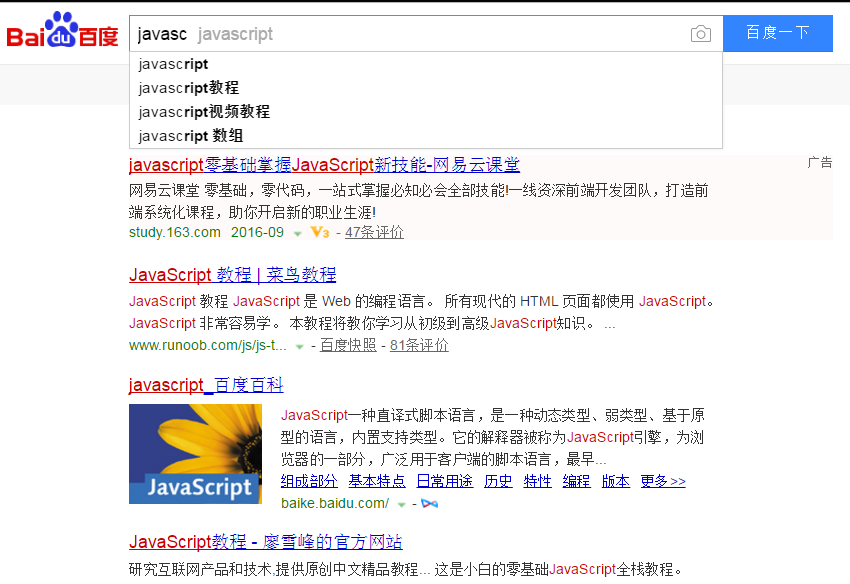 Bai du 百度
javasc javascript
百度一下
javascript
javascript教程
javascript视频教程
javascript 数组
javascript零基础掌握JavaScript新技能-网易云课堂
广告
网易云课堂 零基础，零代码，一站式掌握必知必会全部技能!一线资深前端开发团队，打造前
端系统化课程，助你开启新的职业生涯!
study.163.com 2016-09 V3 - 47条评价
JavaScript 教程 | 菜鸟教程
JavaScript 教程 JavaScript 是 Web 的编程语言。 所有现代的 HTML 页面都使用 JavaScript。
JavaScript 非常容易学。 本教程将教你学习从初级到高级JavaScript知识。 ...
www.runoob.com/js/js-t... - 百度快照 - 81条评价
javascript_百度百科
JavaScript
JavaScript一种直译式脚本语言，是一种动态类型、弱类型、基于原
型的语言，内置支持类型。它的解释器被称为JavaScript引擎，为浏
览器的一部分，广泛用于客户端的脚本语言，最早...
组成部分 基本特点 日常用途 历史 特性 编程 版本 更多>>
baike.baidu.com/ -
JavaScript教程 - 廖雪峰的官方网站
研究互联网产品和技术,提供原创中文精品教程... 这是小白的零基础JavaScript全栈教程。